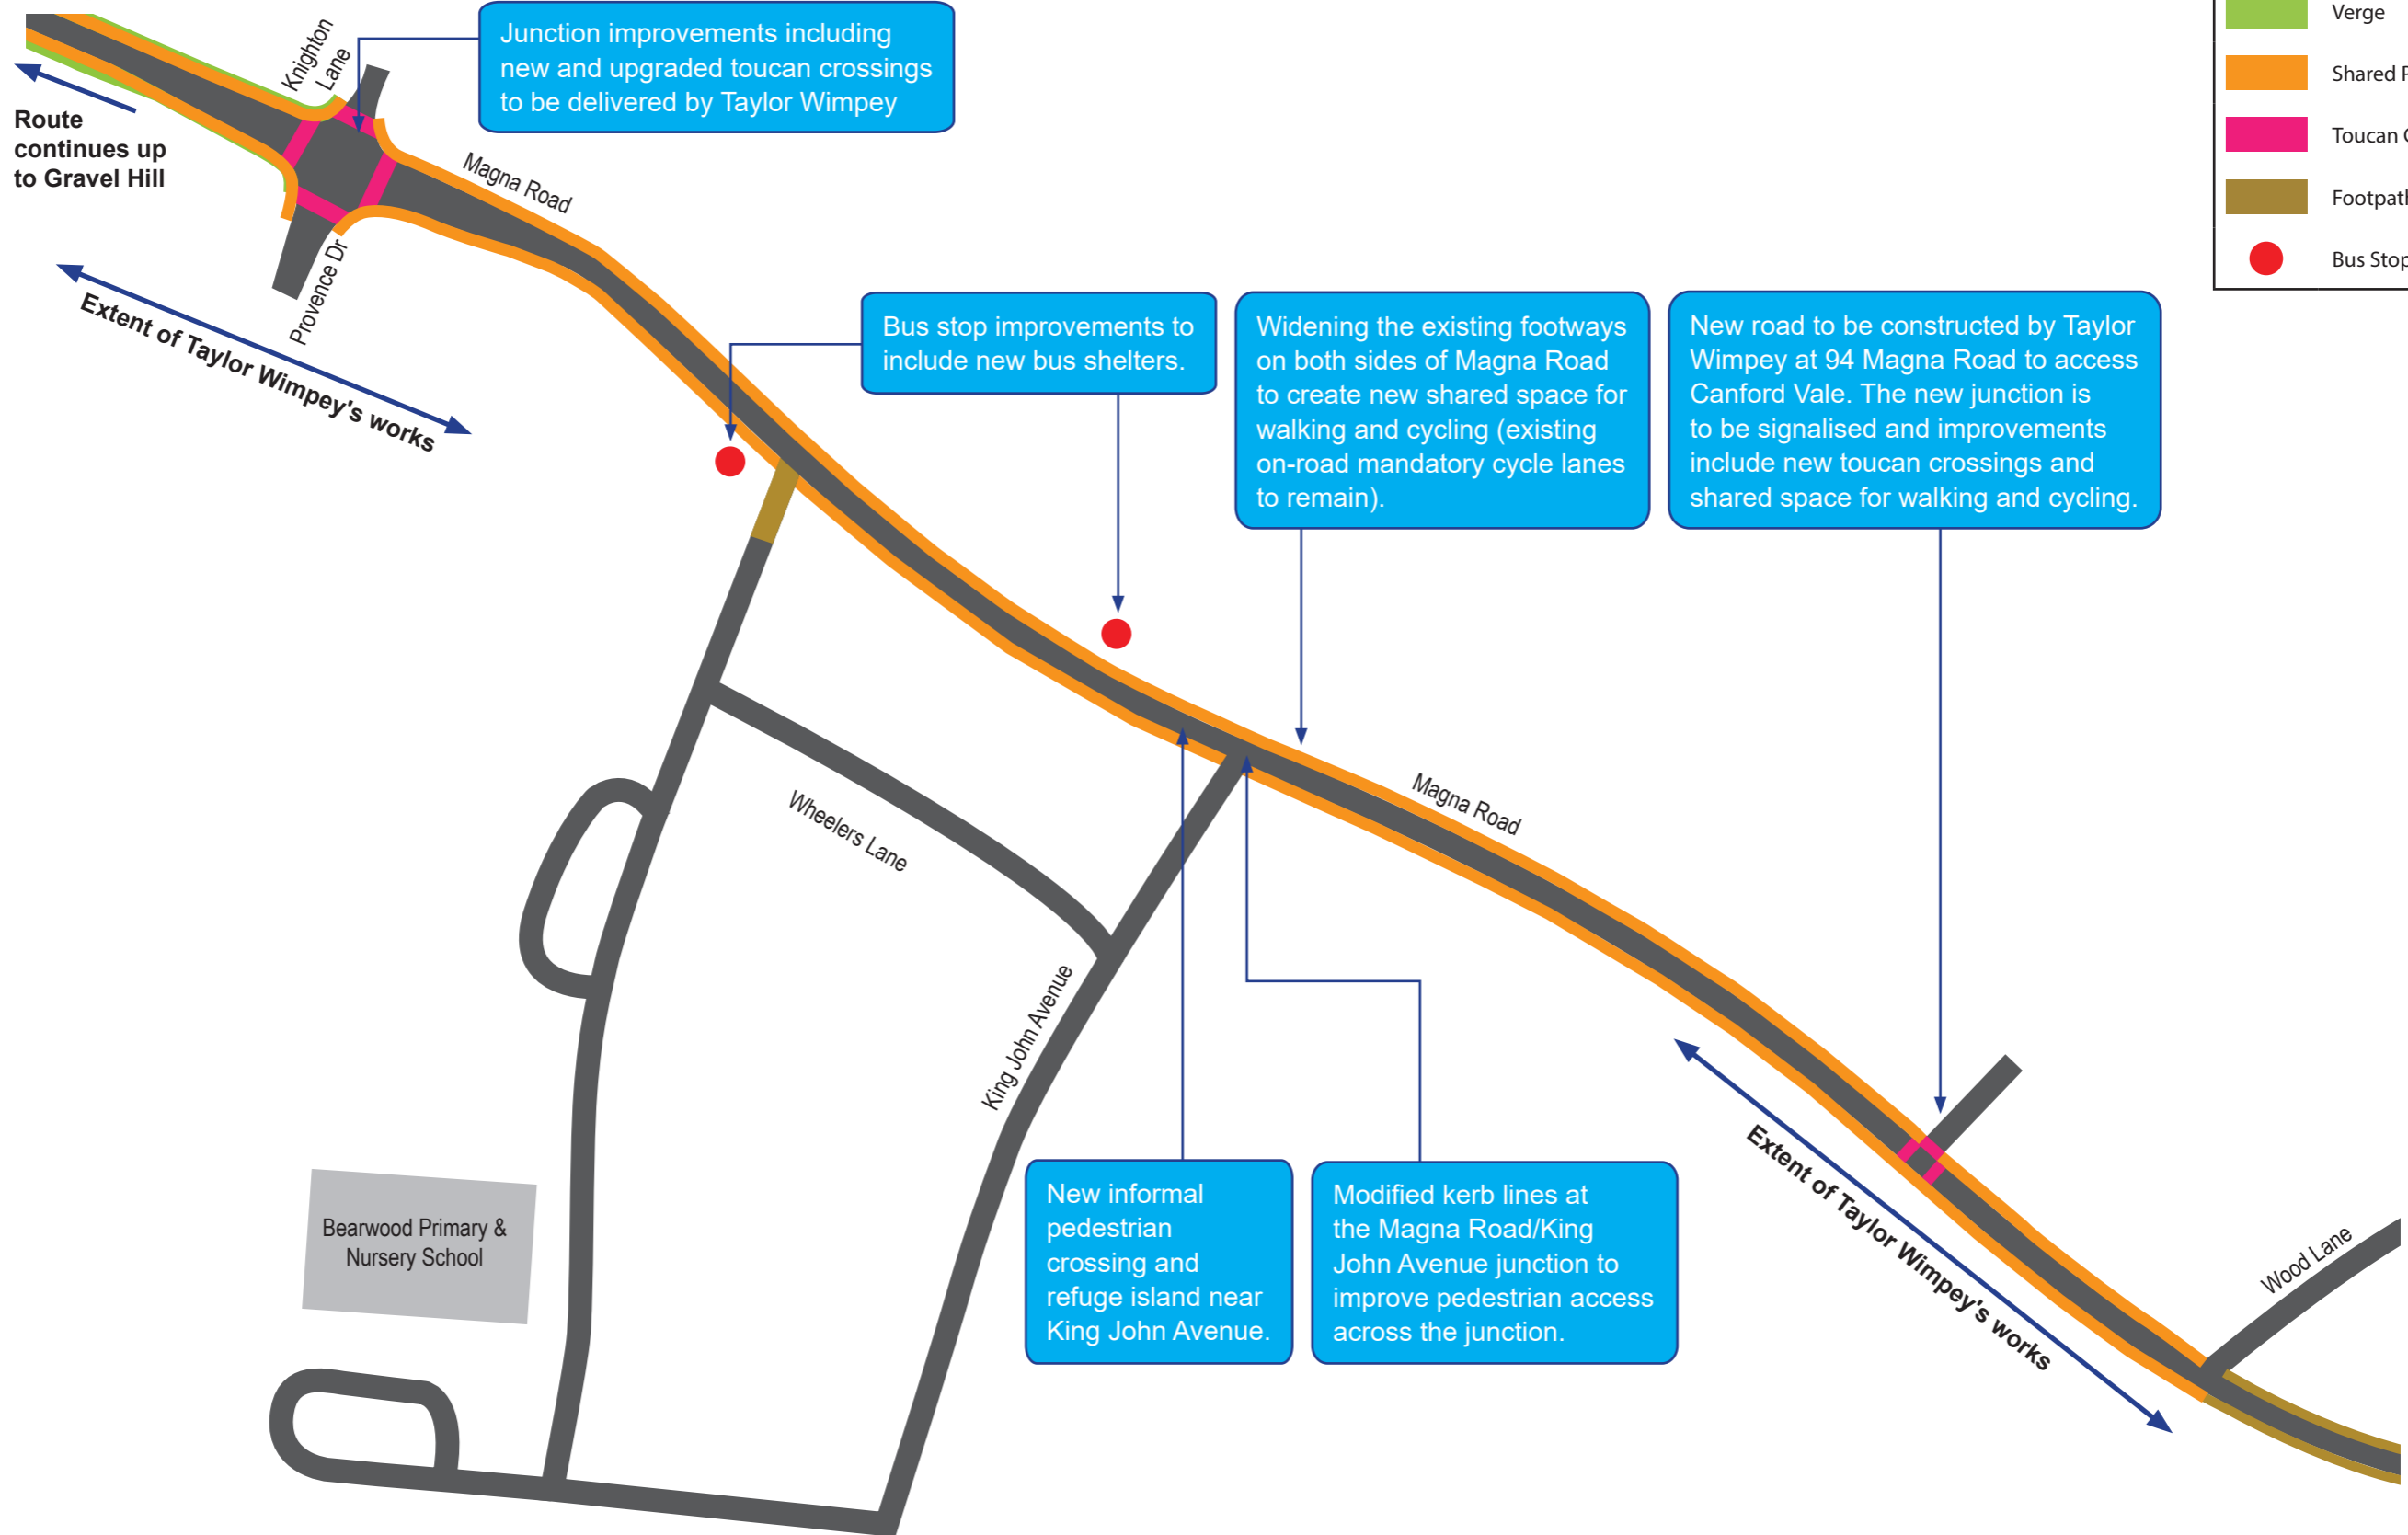 Verge
Shared
Toucan
Bus Stop
Knighton
Lane
Junction improvements including
new and upgraded toucan crossings
to be delivered by Taylor Wimpey
Route
continues up
to Gravel Hill
Magna Road
Provence Dr
Extent of Taylor Wimpey's works
Bus stop improvements to
include new bus shelters.
Widening the existing footways
on both sides of Magna Road
to create new shared space for
walking and cycling (existing
on-road mandatory cycle lanes
to remain).
New road to be constructed by Taylor
Wimpey at 94 Magna Road to access
Canford Vale. The new junction is
to be signalised and improvements
include new toucan crossings and
shared space for walking and cycling.
Wheelers Lane
Magna Road
King John Avenue
New informal
pedestrian
crossing and
refuge island near
King John Avenue.
Modified kerb lines at
the Magna Road/King
John Avenue junction to
improve pedestrian access
across the junction.
Extent of Taylor Wimpey's works
Wood Lane
Bearwood Primary &
Nursery School